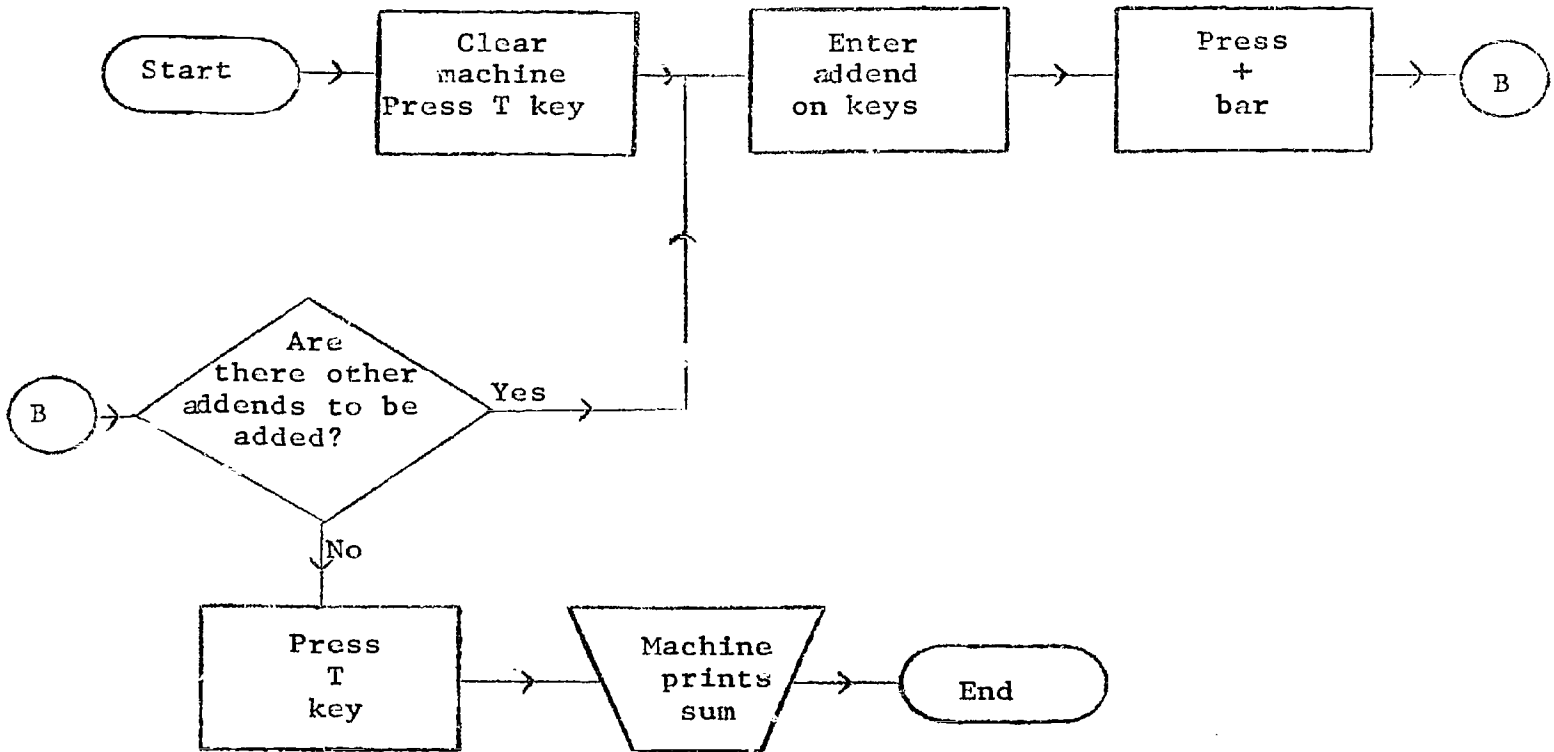 Start
Clear
machine
Press T key
Enter
addend
on keys
Press
+
bar
B
B
Are
there other
addends to be
added?
Yes
No
Press
T
key
Machine
prints
sum
End